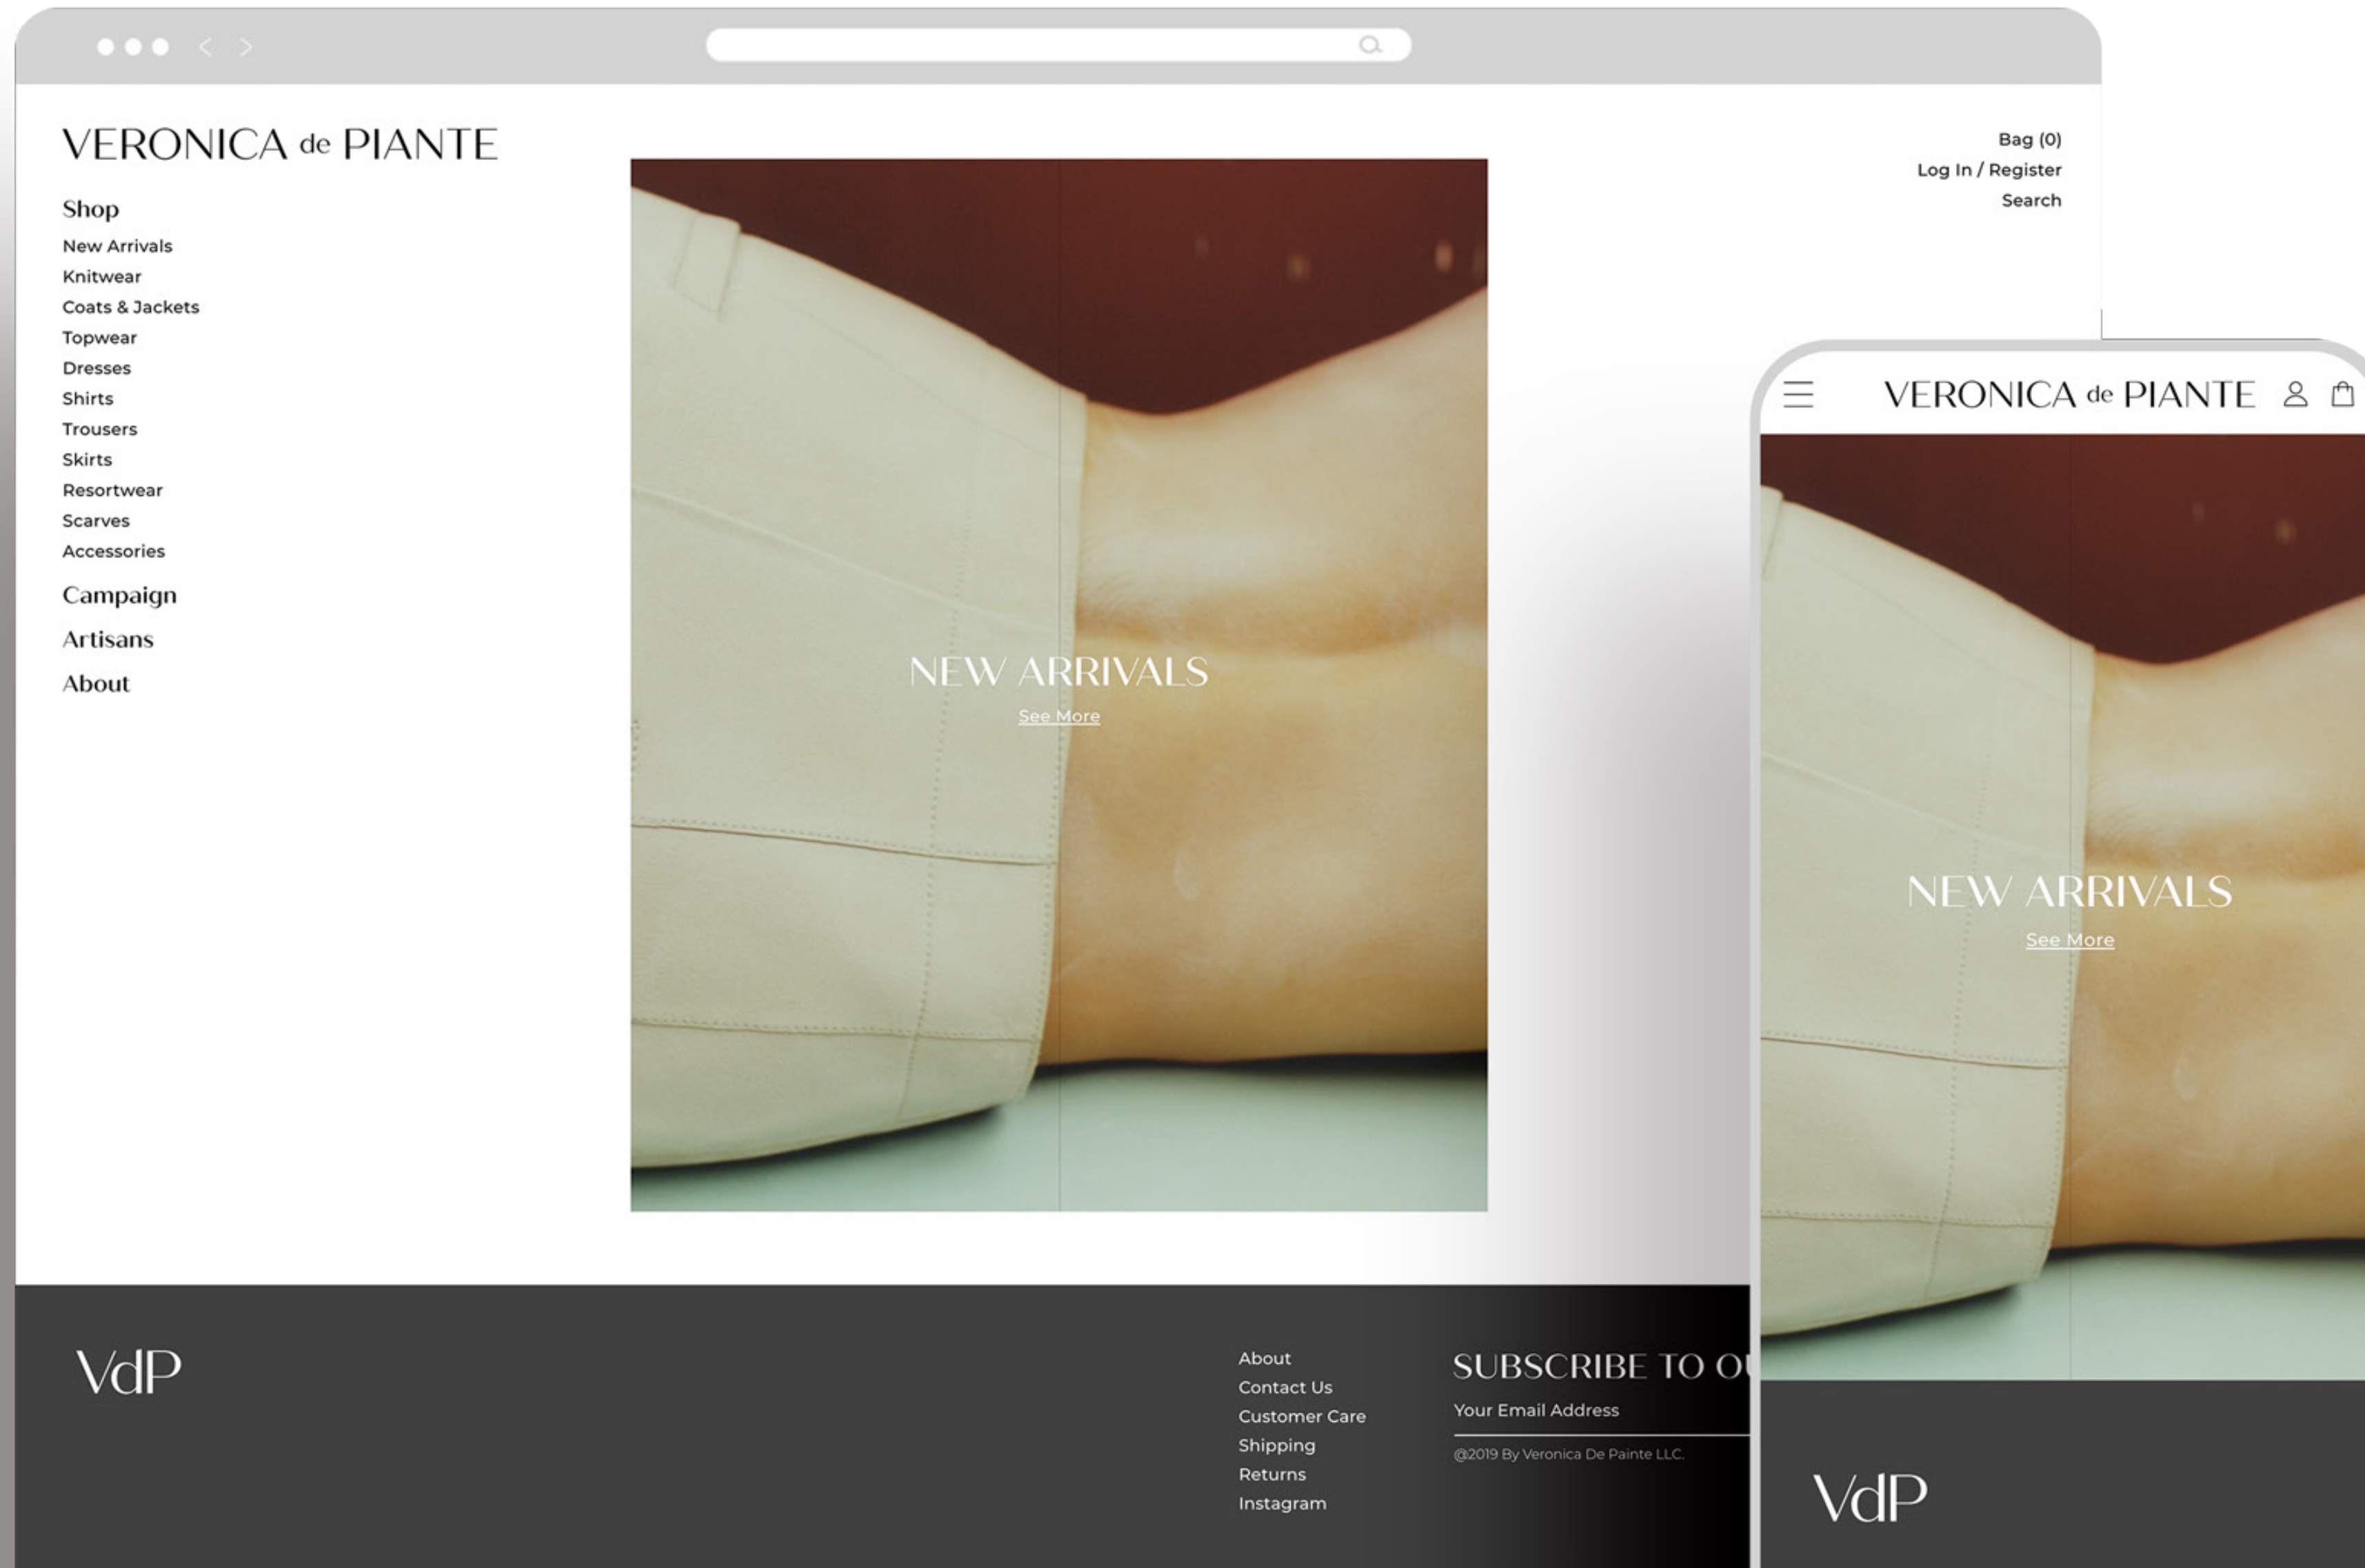 VERONICA de PIANTE
Shop
New Arrivals
Knitwear
Coats & Jackets
Topwear
Dresses
Shirts
Trousers
Skirts
Resortwear
Scarves
Accessories
Campaign
Artisans
About
NEW ARRIVALS
See More
Bag (0)
Log In / Register
Search
VdP
About
Contact Us
Customer Care
Shipping
Returns
Instagram
SUBSCRIBE TO
Your Email Address
@2019 By Veronica De Painte LLC.
VERONICA de PIANTE
NEW ARRIVALS
See More
VdP